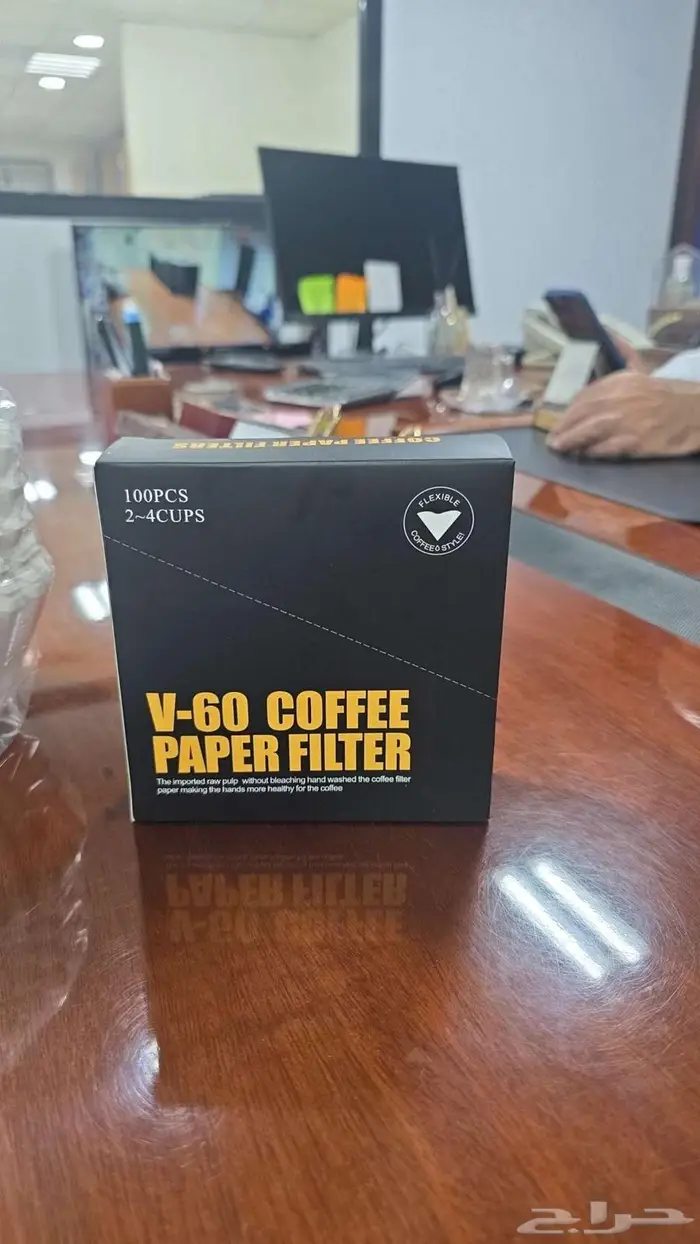 COFFEE PAPER FILTERS
100PCS
2~4CUPS
FLEXIBLE
COFFEE&STYLE!
V-60 COFFEE
PAPER FILTER
The imported raw pulp without bleaching hand washed the coffee filter
paper making the hands more healthy for the coffee
حراج